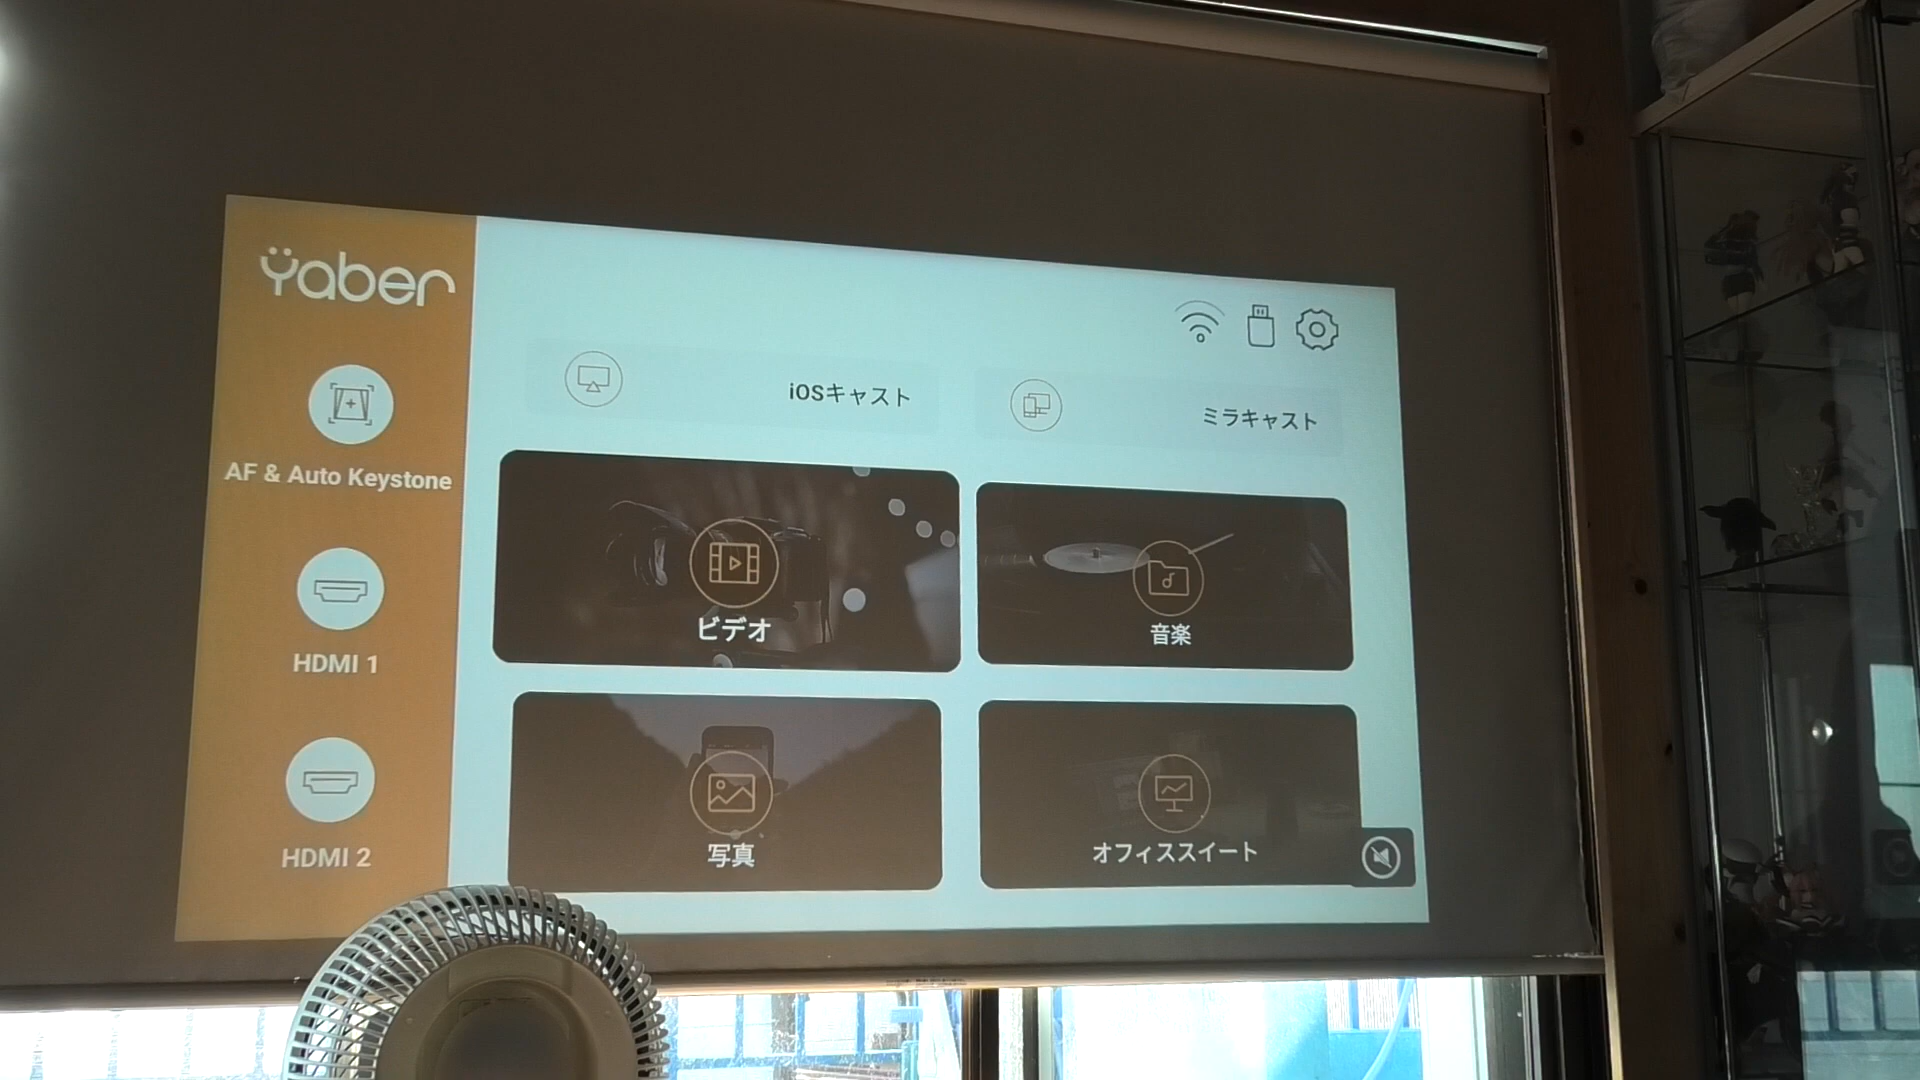 Yaber
AF & Auto Keystone
HDMI 1
HDMI 2
iOSキャスト
ミラキャスト
ビデオ
音楽
写真
オフィススイート